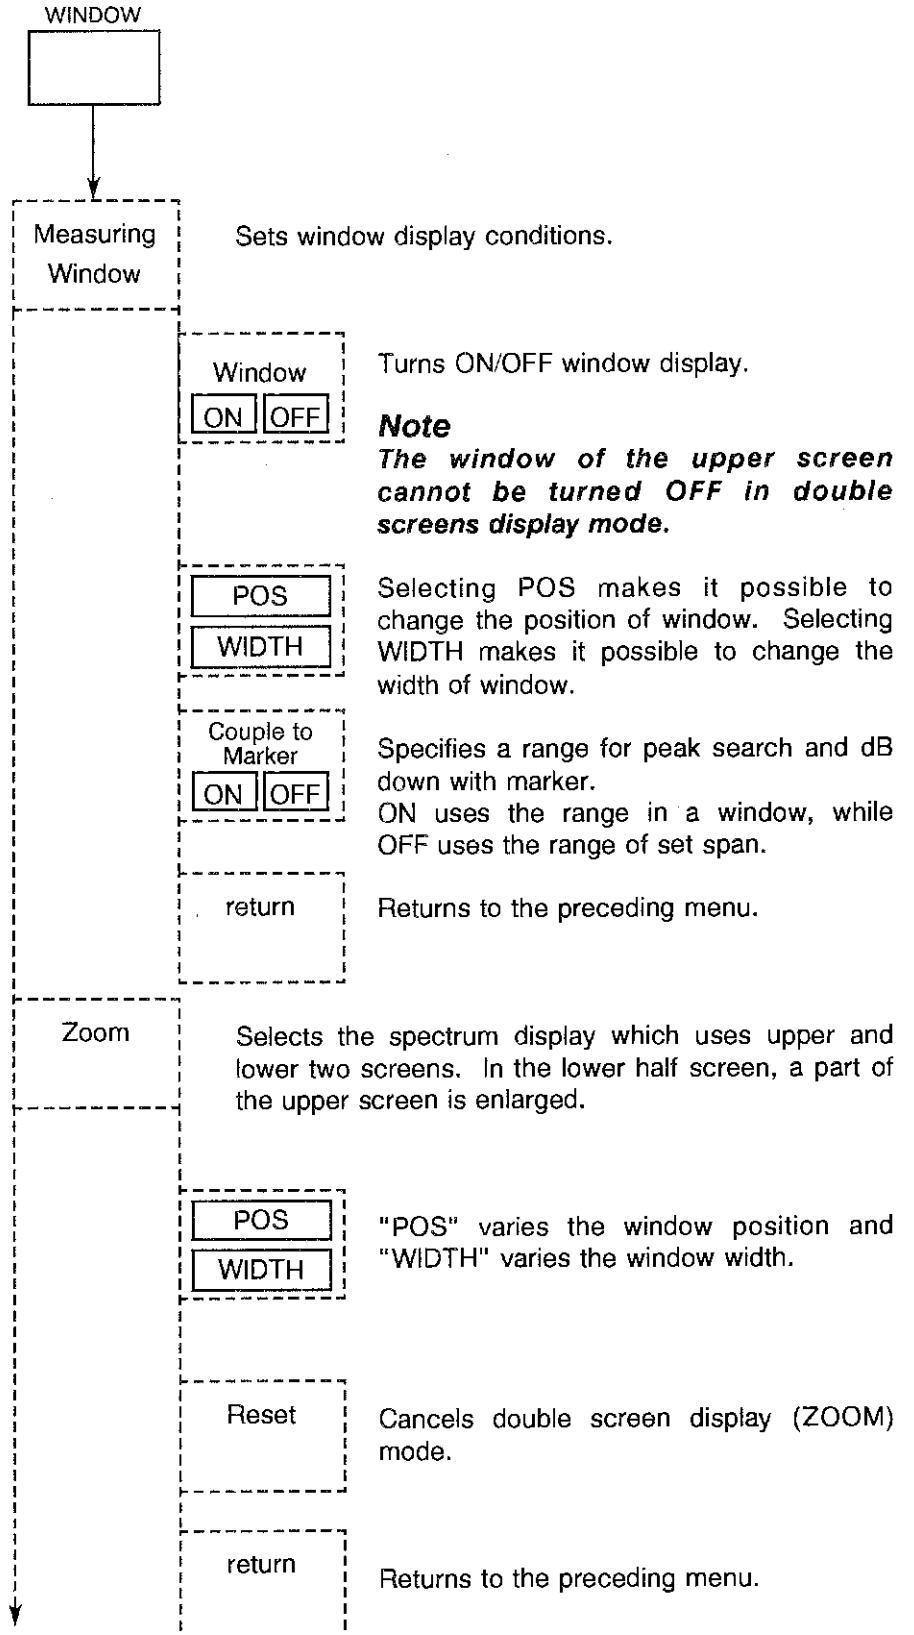 WINDOW
Measuring
Window
Sets window display conditions.
Window
ON OFF
Turns ON/OFF window display.
Note
The window of the upper screen
cannot be turned OFF in double
screens display mode.
POS
WIDTH
Selecting POS makes it possible to
change the position of window. Selecting
WIDTH makes it possible to change the
width of window.
Couple to
Marker
ON OFF
Specifies a range for peak search and dB
down with marker.
ON uses the range in a window, while
OFF uses the range of set span.
return
Returns to the preceding menu.
Zoom
Selects the spectrum display which uses upper and
lower two screens. In the lower half screen, a part of
the upper screen is enlarged.
POS
WIDTH
"POS" varies the window position and
"WIDTH" varies the window width.
Reset
Cancels double screen display (ZOOM)
mode.
return
Returns to the preceding menu.